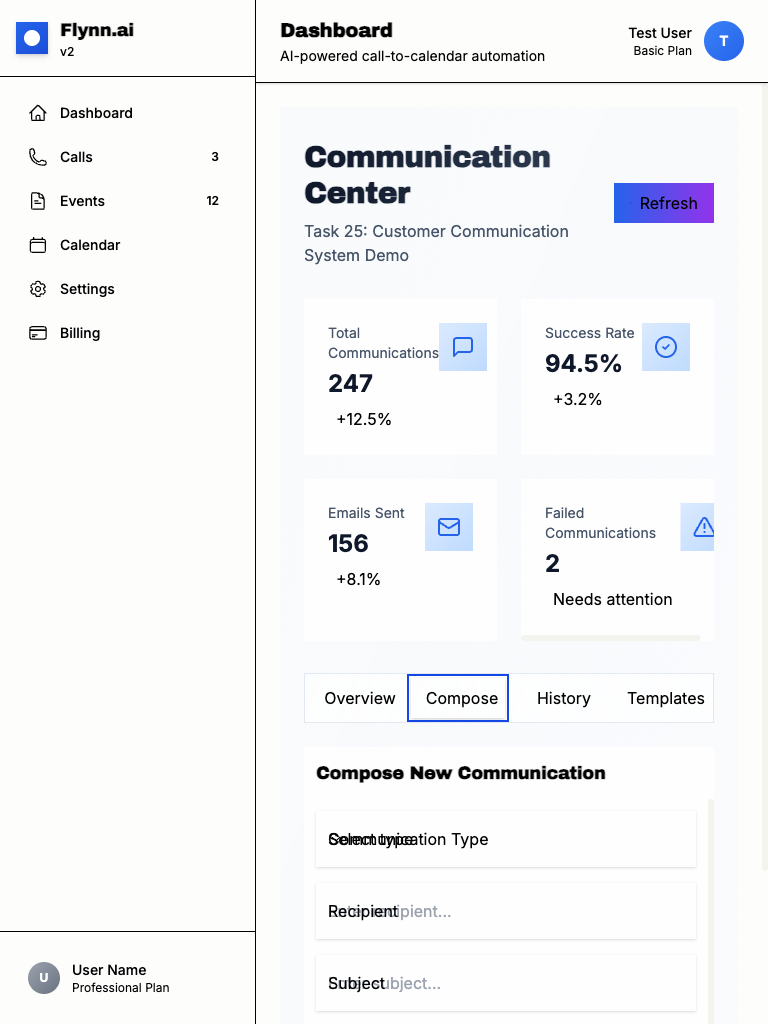 Flynn.ai
v2
Dashboard
Calls 3
Events 12
Calendar
Settings
Billing
U
User Name
Professional Plan
Dashboard
AI-powered call-to-calendar automation
Test User
Basic Plan
T
Communication
Center
Task 25: Customer Communication
System Demo
Refresh
Total
Communications
247
+12.5%
Success Rate
94.5%
+3.2%
Emails Sent
156
+8.1%
Failed
Communications
2
Needs attention
Overview Compose History Templates
Compose New Communication
Communication Type
Select type
Recipient
Enter recipient...
Subject
Enter subject...